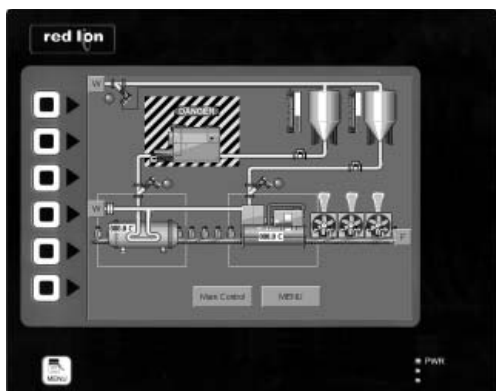 red lion
W
DANGER
W
F
Main Control
MENU
PWR
MENU